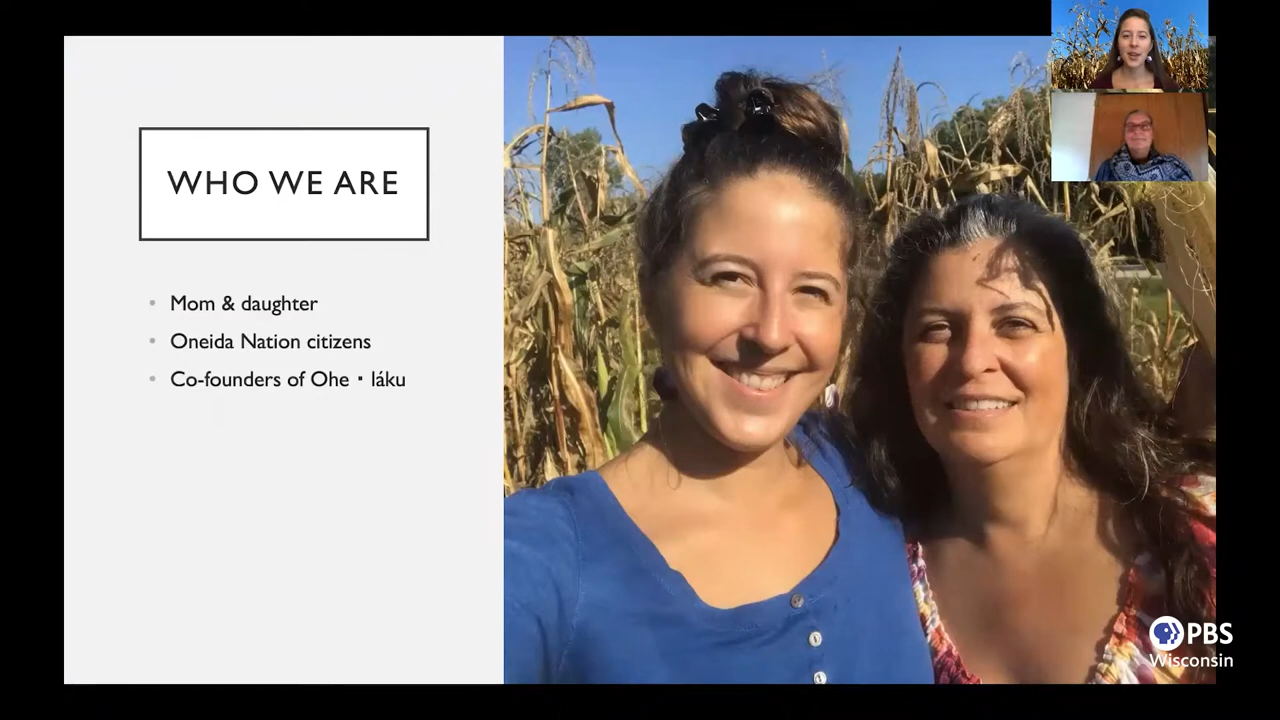 WHO WE ARE
• Mom & daughter
• Oneida Nation citizens
• Co-founders of Ohe · láku
PBS
Wisconsin